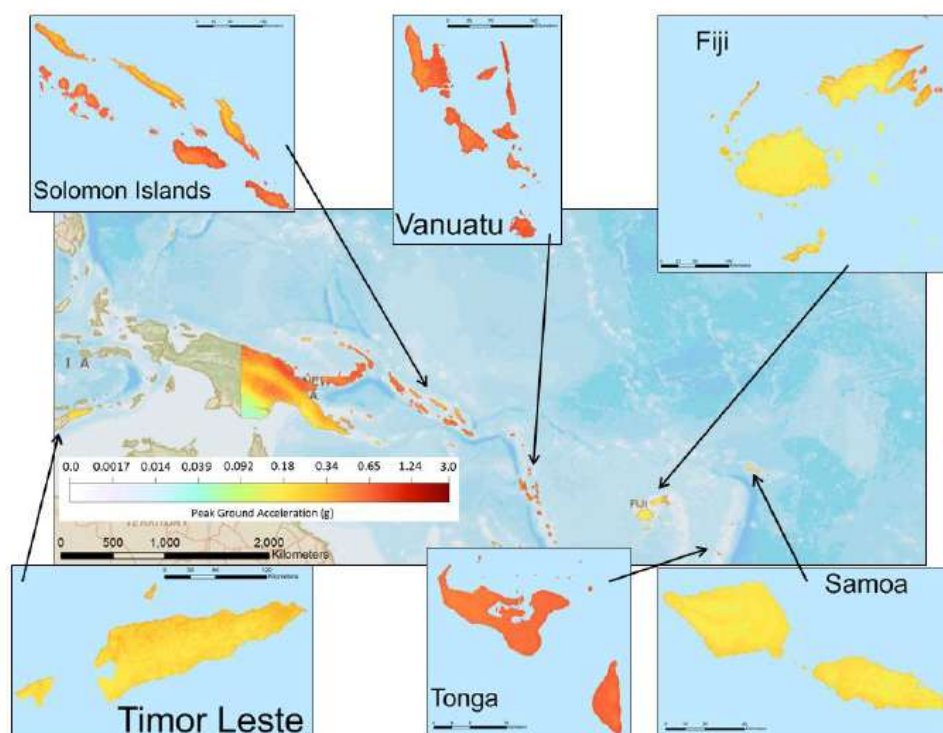 Solomon Islands
Vanuatu
Fiji
I A
NEW
A
FIJI
0.0 0.0017 0.014 0.039 0.092 0.18 0.34 0.65 1.24 3.0
Peak Ground Acceleration (g)
0 500 1,000 2,000
Kilometers
Timor Leste
Tonga
Samoa